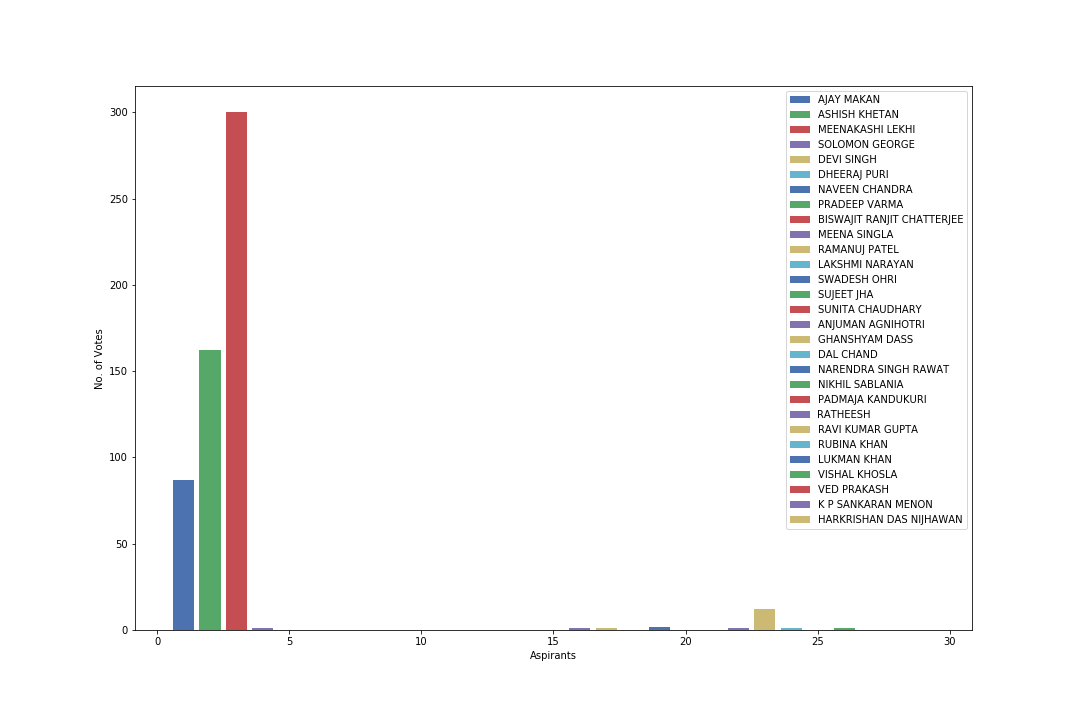 300
250
200
150
100
50
0
No. of Votes
0 5 10 15 20 25 30
Aspirants
AJAY MAKAN
ASHISH KHETAN
MEENAKASHI LEKHI
SOLOMON GEORGE
DEVI SINGH
DHEERAJ PURI
NAVEEN CHANDRA
PRADEEP VARMA
BISWAJIT RANJIT CHATTERJEE
MEENA SINGLA
RAMANUJ PATEL
LAKSHMI NARAYAN
SWADESH OHRI
SUJEET JHA
SUNITA CHAUDHARY
ANJUMAN AGNIHOTRI
GHANSHYAM DASS
DAL CHAND
NARENDRA SINGH RAWAT
NIKHIL SABLANIA
PADMAJA KANDUKURI
RATHEESH
RAVI KUMAR GUPTA
RUBINA KHAN
LUKMAN KHAN
VISHAL KHOSLA
VED PRAKASH
K P SANKARAN MENON
HARKRISHAN DAS NIJHAWAN